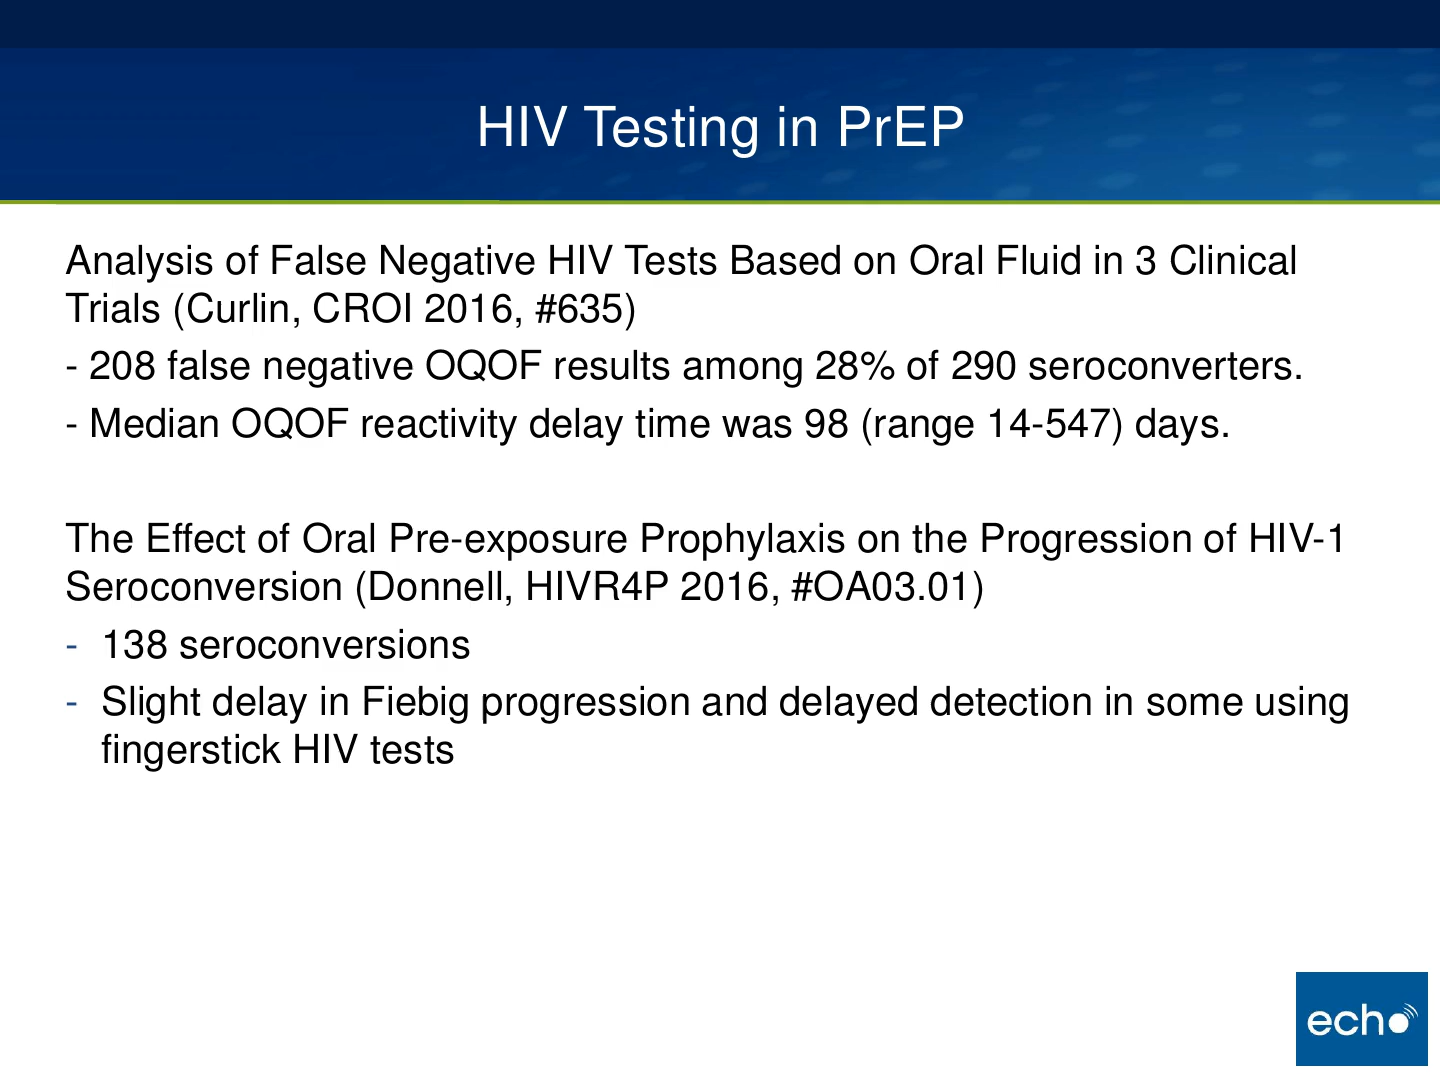 HIV Testing in PrEP
Analysis of False Negative HIV Tests Based on Oral Fluid in 3 Clinical
Trials (Curlin, CROI 2016, #635)
- 208 false negative OQOF results among 28% of 290 seroconverters.
- Median OQOF reactivity delay time was 98 (range 14-547) days.
The Effect of Oral Pre-exposure Prophylaxis on the Progression of HIV-1
Seroconversion (Donnell, HIVR4P 2016, #OA03.01)
- 138 seroconversions
- Slight delay in Fiebig progression and delayed detection in some using
fingerstick HIV tests
echo